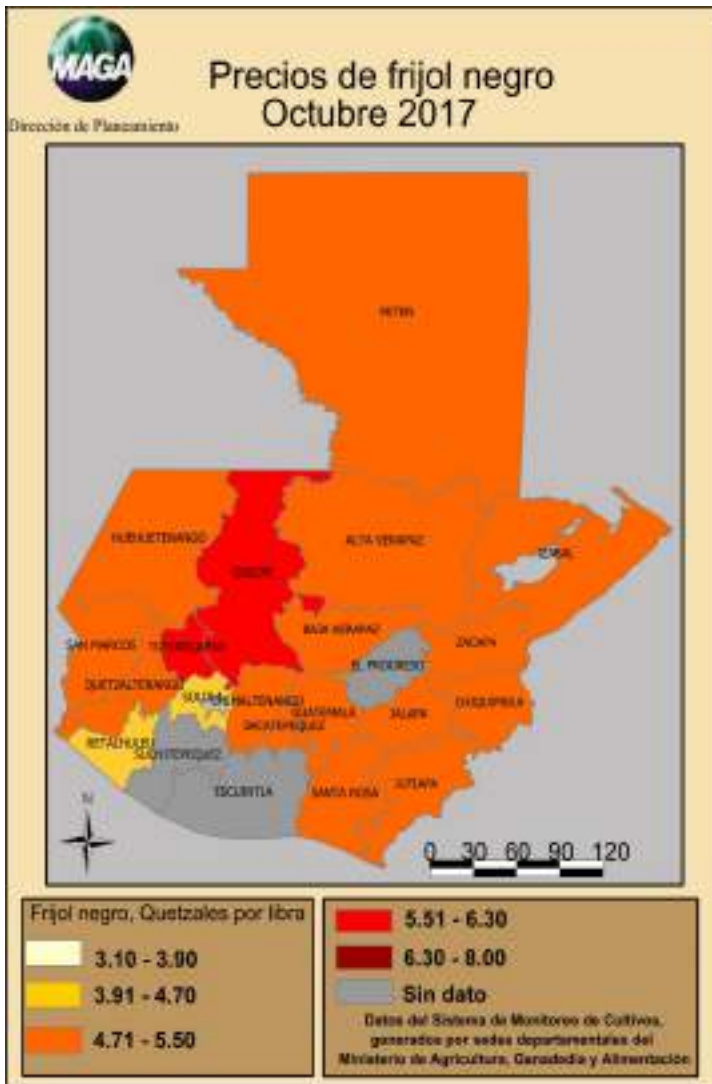 MAGA
Dirección de Planeamiento
Precios de frijol negro
Octubre 2017
PETEN
HUEHUETENANGO
QUICHE
ALTA VERAPAZ
IZABAL
BAJA VERAPAZ
SAN MARCOS
TOTONICAPAN
ZACAPA
EL PROGRESO
QUETZALTENANGO
SOLOLA
CHIMALTENANGO
GUATEMALA
CHIQUIMULA
SACATEPEQUEZ
JALAPA
RETALHULEU
SUCHITEPEQUEZ
ESCUINTLA
SANTA ROSA
JUTIAPA
N
0 30 60 90 120
Frijol negro, Quetzales por libra
3.10 - 3.90
3.91 - 4.70
4.71 - 5.50
5.51 - 6.30
6.30 - 8.00
Sin dato
Datos del Sistema de Monitoreo de Cultivos,
generados por sedes departamentales del
Ministerio de Agricultura, Ganadedia y Alimentación